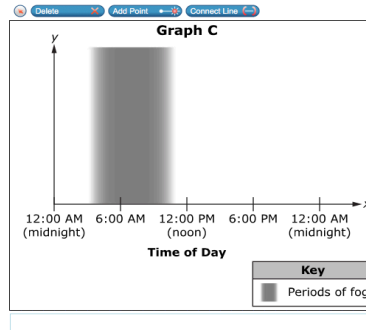 Delete
Add Point
Connect Line
Graph C
y
x
12:00 AM 6:00 AM 12:00 PM 6:00 PM 12:00 AM
(midnight) (noon) (midnight)
Time of Day
Key
Periods of fog